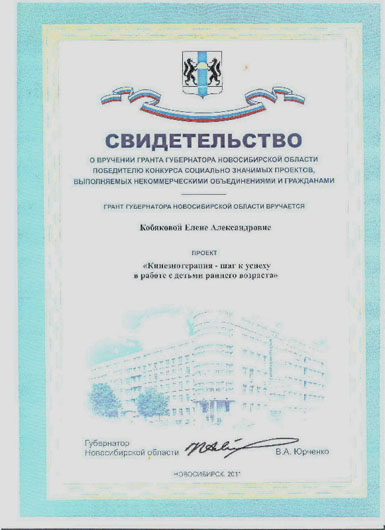 СВИДЕТЕЛЬСТВО
О ВРУЧЕНИИ ГРАНТА ГУБЕРНАТОРА НОВОСИБИРСКОЙ ОБЛАСТИ
ПОБЕДИТЕЛЮ КОНКУРСА СОЦИАЛЬНО ЗНАЧИМЫХ ПРОЕКТОВ,
ВЫПОЛНЯЕМЫХ НЕКОММЕРЧЕСКИМИ ОБЪЕДИНЕНИЯМИ И ГРАЖДАНАМИ
ГРАНТ ГУБЕРНАТОРА НОВОСИБИРСКОЙ ОБЛАСТИ ВРУЧАЕТСЯ
Кобяковой Елене Александровне
ПРОЕКТ
«Кинезиотерапия - шаг к успеху
в работе с детьми раннего возраста»
Губернатор
Новосибирской области
В.А. Юрченко
НОВОСИБИРСК, 2011